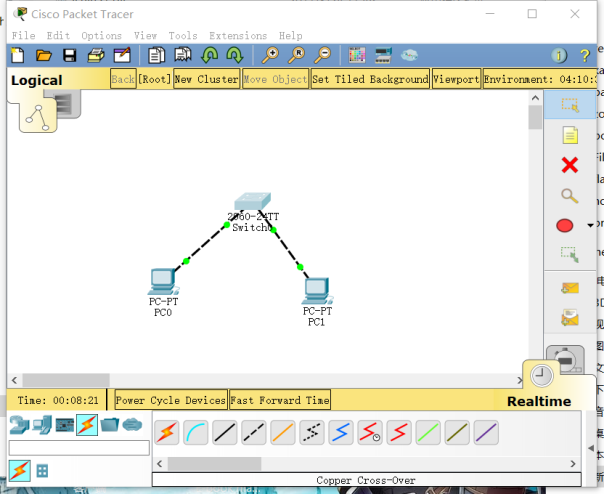 Cisco Packet Tracer
File Edit Options View Tools Extensions Help
Logical
Back [Root] New Cluster Move Object Set Tiled Background Viewport Environment: 04:10:
2960-24TT
Switch0
PC-PT
PC0
PC-PT
PC1
Time: 00:08:21 Power Cycle Devices Fast Forward Time
Realtime
Copper Cross-Over